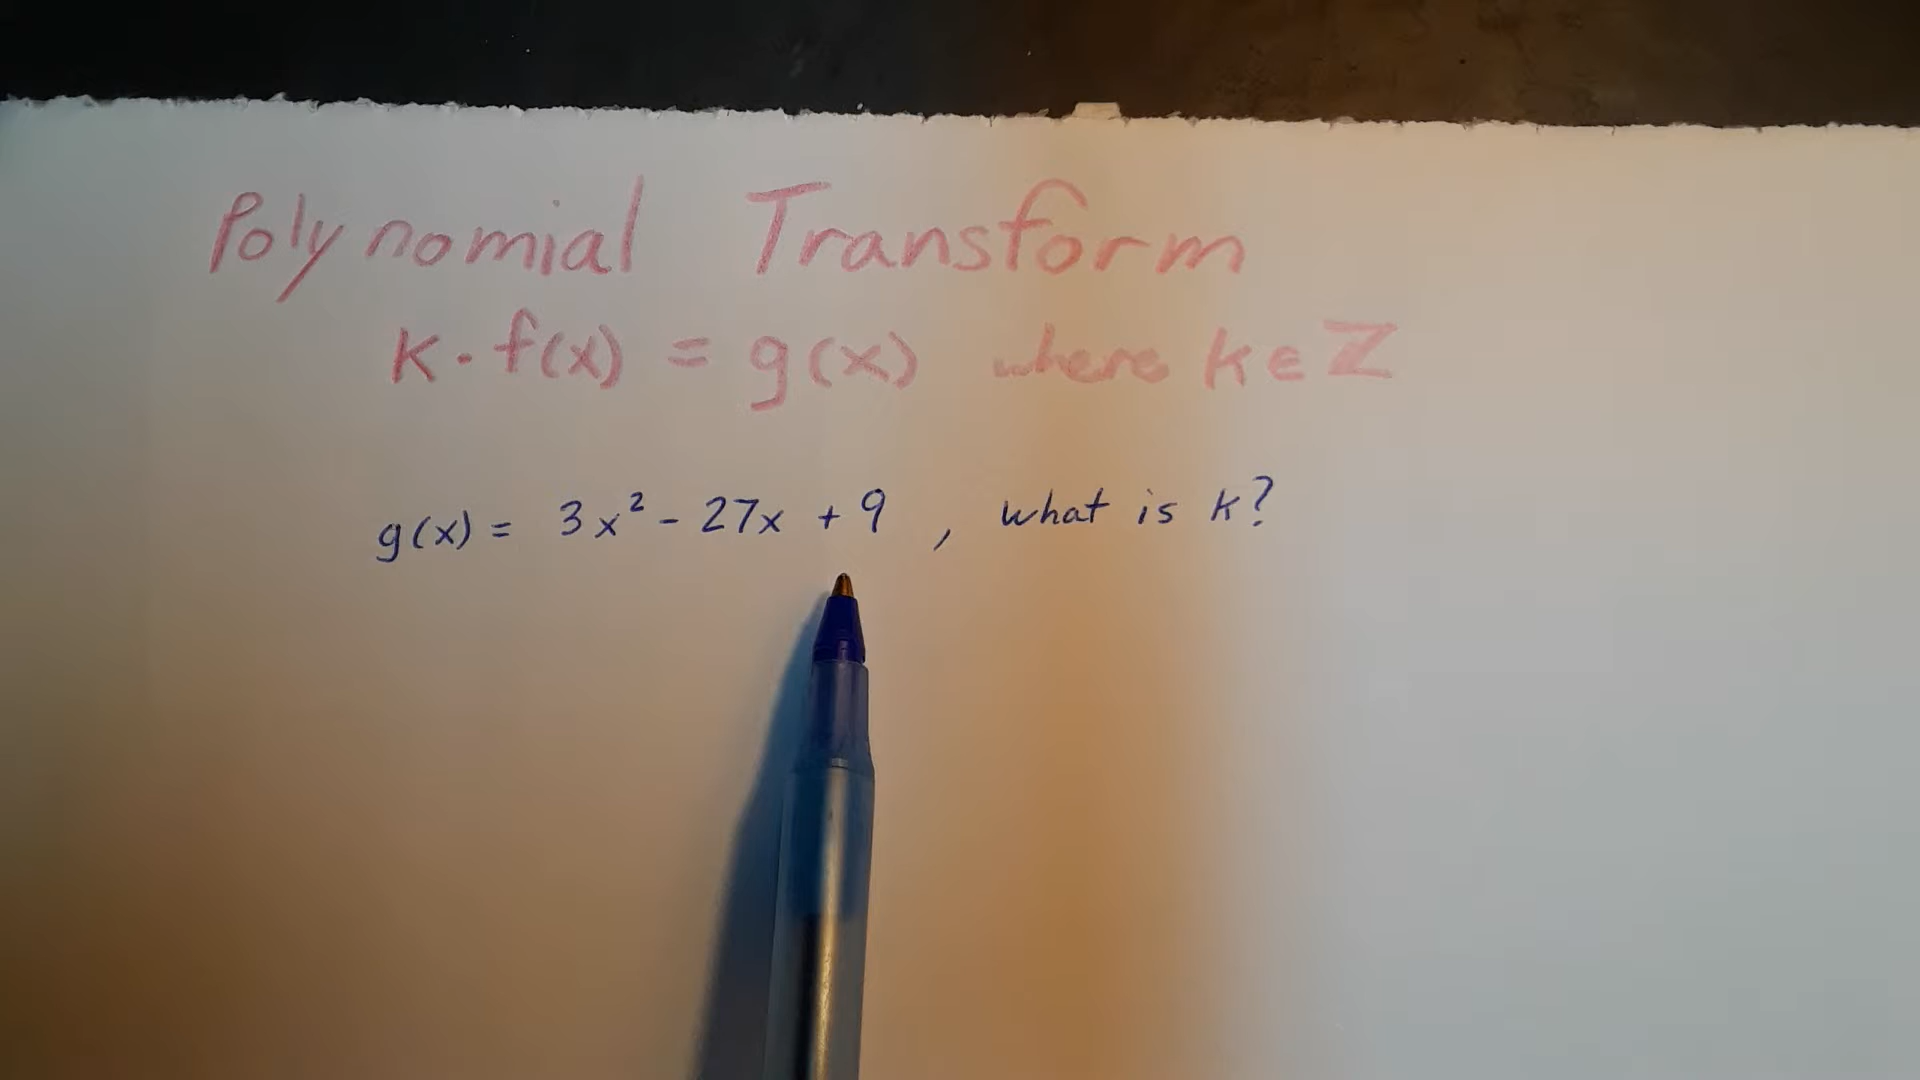 Polynomial Transform
K · f(x) = g(x) where k ∈ ℤ
g(x) = 3x² - 27x + 9 , what is k?